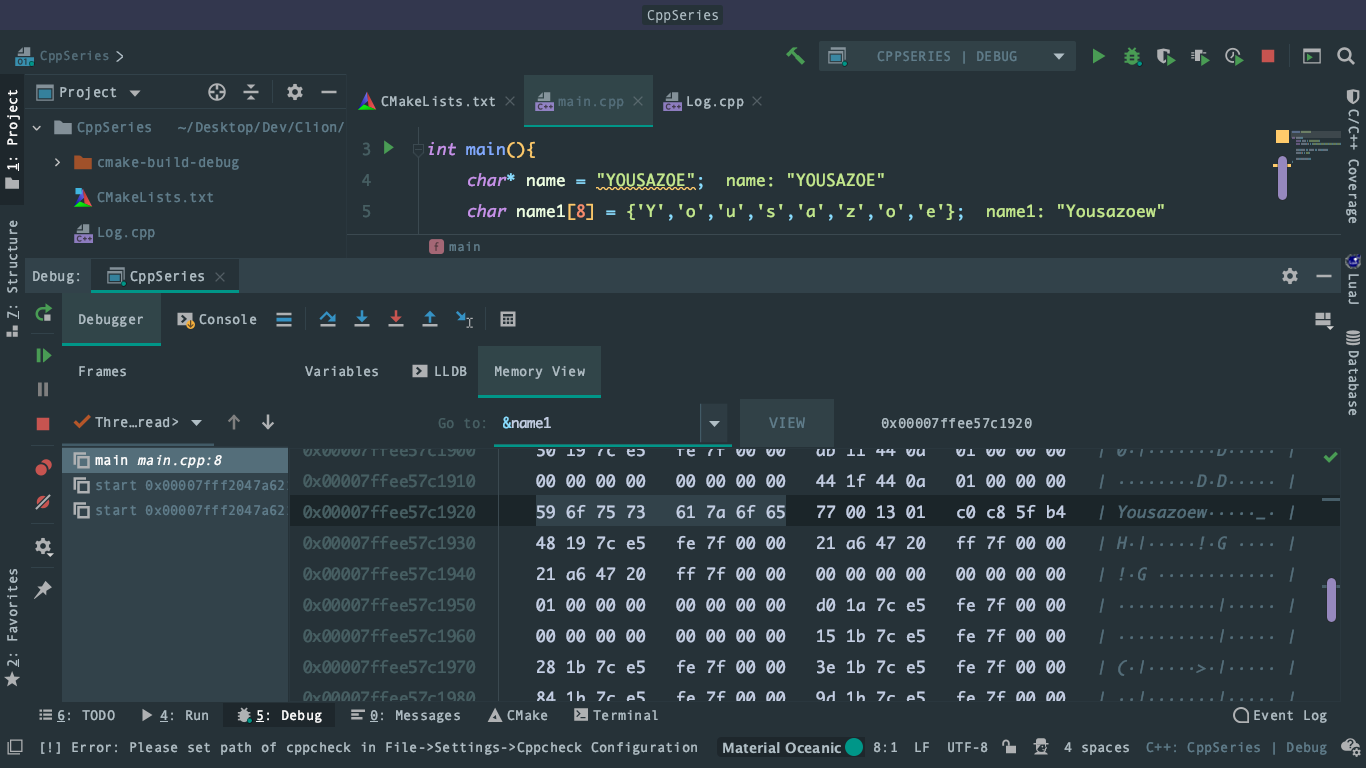 CppSeries
CppSeries
CPPSERIES | DEBUG
1: Project
Z: Structure
2: Favorites
Project
CppSeries ~/Desktop/Dev/Clion/
cmake-build-debug
CMakeLists.txt
Log.cpp
CMakeLists.txt
main.cpp
Log.cpp
3 int main(){
4 char* name = "YOUSAZOE"; name: "YOUSAZOE"
5 char name1[8] = {'Y','o','u','s','a','z','o','e'}; name1: "Yousazoew"
main
C/C++ Coverage
LuaJ
Database
Debug: CppSeries
Debugger
Console
Frames
Variables
LLDB
Memory View
Thre…read>
Go to: &name1
VIEW
0x00007ffee57c1920
main main.cpp:8
start 0x00007fff2047a62
start 0x00007fff2047a62
0x00007ffee57c1900 30 19 7c e5 fe 7f 00 00 ab 11 44 0a 01 00 00 00 | 0·|·······D····· |
0x00007ffee57c1910 00 00 00 00 00 00 00 00 44 1f 44 0a 01 00 00 00 | ········D·D····· |
0x00007ffee57c1920 59 6f 75 73 61 7a 6f 65 77 00 13 01 c0 c8 5f b4 | Yousazoew·····_· |
0x00007ffee57c1930 48 19 7c e5 fe 7f 00 00 21 a6 47 20 ff 7f 00 00 | H·|·····!·G ···· |
0x00007ffee57c1940 21 a6 47 20 ff 7f 00 00 00 00 00 00 00 00 00 00 | !·G ············ |
0x00007ffee57c1950 01 00 00 00 00 00 00 00 d0 1a 7c e5 fe 7f 00 00 | ··········|····· |
0x00007ffee57c1960 00 00 00 00 00 00 00 00 15 1b 7c e5 fe 7f 00 00 | ··········|····· |
0x00007ffee57c1970 28 1b 7c e5 fe 7f 00 00 3e 1b 7c e5 fe 7f 00 00 | (·|·····>·|····· |
0x00007ffee57c1980 84 1b 7c e5 fe 7f 00 00 9d 1b 7c e5 fe 7f 00 00 | ··|·······|····· |
6: TODO
4: Run
5: Debug
0: Messages
CMake
Terminal
Event Log
[!] Error: Please set path of cppcheck in File->Settings->Cppcheck Configuration
Material Oceanic
8:1 LF UTF-8 4 spaces C++: CppSeries | Debug